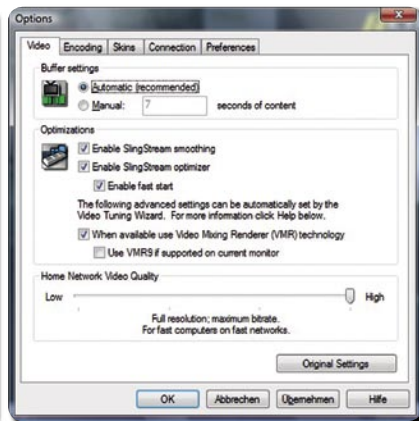 Options
Video Encoding Skins Connection Preferences
Buffer settings
Automatic (recommended)
Manual: 7 seconds of content
Optimizations
Enable SlingStream smoothing
Enable SlingStream optimizer
Enable fast start
The following advanced settings can be automatically set by the
Video Tuning Wizard. For more information click Help below.
When available use Video Mixing Renderer (VMR) technology
Use VMR9 if supported on current monitor
Home Network Video Quality
Low High
Full resolution; maximum bitrate.
For fast computers on fast networks.
Original Settings
OK Abbrechen Übernehmen Hilfe